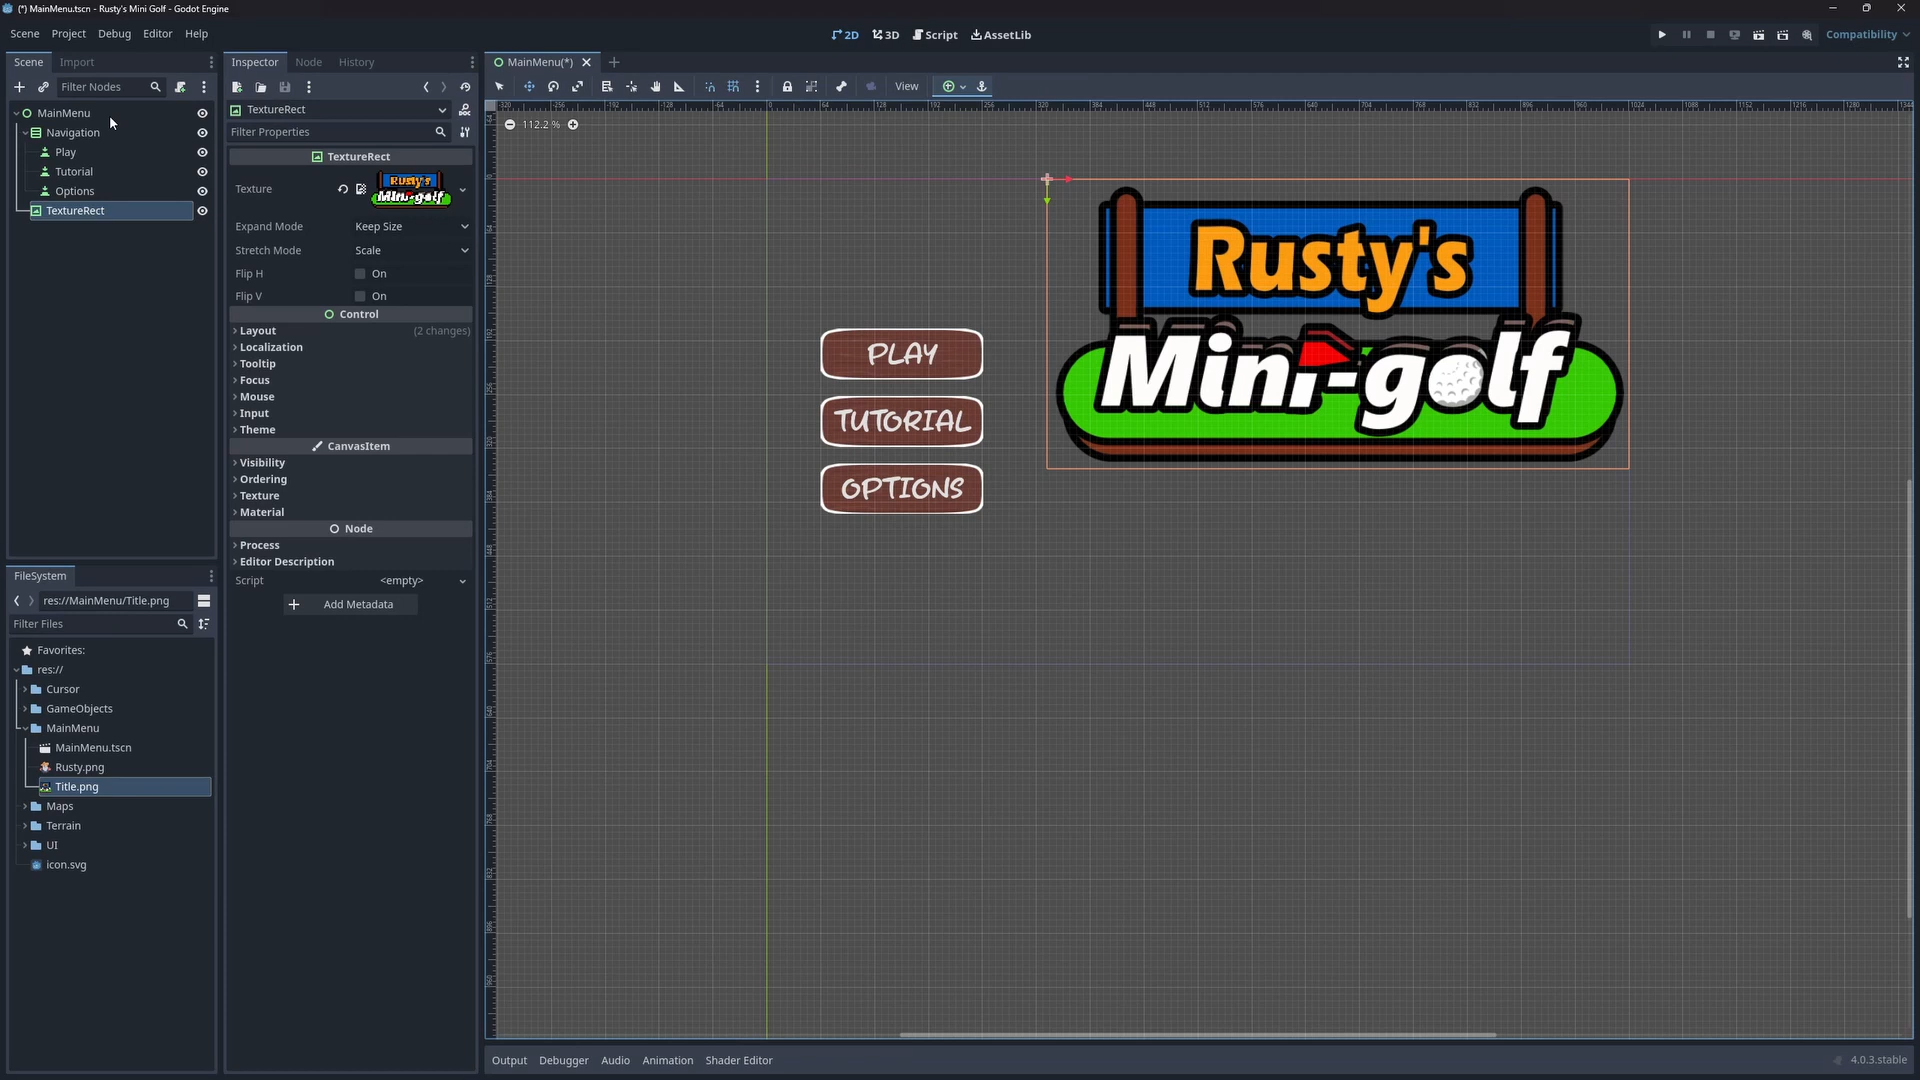 (*) MainMenu.tscn - Rusty's Mini Golf - Godot Engine
Scene Project Debug Editor Help
2D 3D Script AssetLib
Compatibility
Scene Import
Filter Nodes
MainMenu
Navigation
Play
Tutorial
Options
TextureRect
Inspector Node History
TextureRect
Filter Properties
TextureRect
Texture
Rusty's
Mini-golf
Expand Mode Keep Size
Stretch Mode Scale
Flip H On
Flip V On
Control
Layout (2 changes)
Localization
Tooltip
Focus
Mouse
Input
Theme
CanvasItem
Visibility
Ordering
Texture
Material
Node
Process
Editor Description
Script <empty>
Add Metadata
FileSystem
res://MainMenu/Title.png
Filter Files
Favorites:
res://
Cursor
GameObjects
MainMenu
MainMenu.tscn
Rusty.png
Title.png
Maps
Terrain
UI
icon.svg
MainMenu(*)
View
112.2 %
Rusty's
Mini-golf
PLAY
TUTORIAL
OPTIONS
Output Debugger Audio Animation Shader Editor
4.0.3.stable